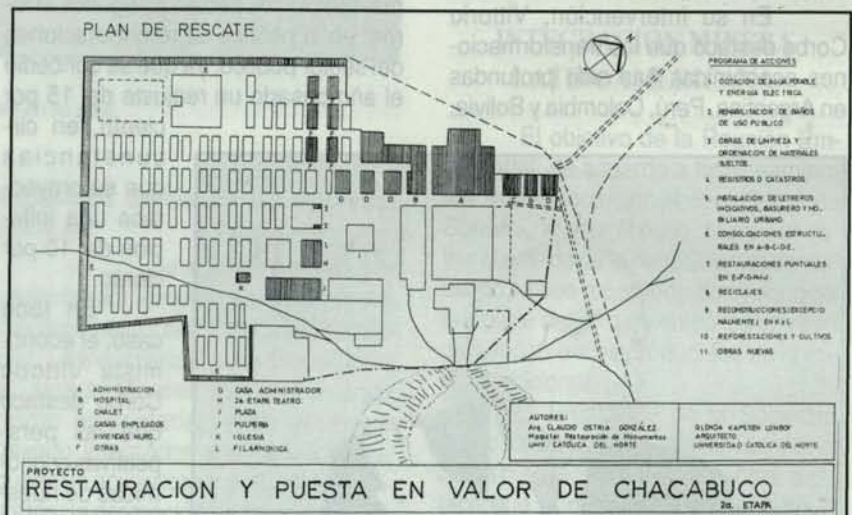 PLAN DE RESCATE
PROGRAMA DE ACCIONES
1 DOTACION DE AGUA POTABLE
Y ENERGIA ELECTRICA
2 REHABILITACION DE BAÑOS
DE USO PUBLICO
3 OBRAS DE LIMPIEZA Y
ORDENACION DE MATERIALES
SUELTOS.
4 REGISTROS O CATASTROS
5 INSTALACION DE LETREROS
INDICATIVOS, BASURERO Y MO-
BILIARIO URBANO
6 CONSOLIDACIONES ESTRUCTU-
RALES EN A-B-C-D-E.
7 RESTAURACIONES PUNTUALES
8 RECICLAJES
9 RECONSTRUCCIONES (EXCEPCIO
NALMENTE) EN K y L.
10. REFORESTACIONES Y CULTIVOS
11. OBRAS NUEVAS
A ADMINISTRACION
B HOSPITAL
C CHALET
D CASAS EMPLEADOS
E VIVIENDAS MURO.
F OTRAS
G CASA ADMINISTRADOR
H 2a ETAPA TEATRO.
I PLAZA
J PULPERIA
K IGLESIA
L FILARMONICA
AUTORES:
Arq. CLAUDIO OSTRIA GONZÁLEZ
Magister Restauración de Monumentos
UNIV. CATÓLICA DEL NORTE
GLENDA KAPSTEIN
ARQUITECTO
UNIVERSIDAD CATOLICA DEL NORTE
PROYECTO
RESTAURACION Y PUESTA EN VALOR DE CHACABUCO
2a. ETAPA